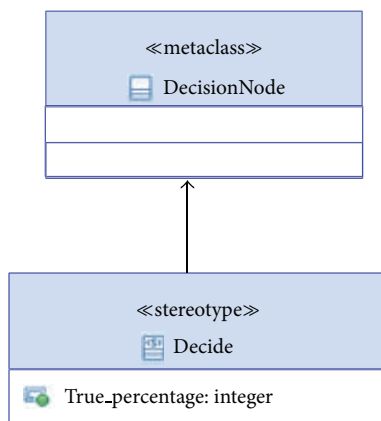 ≪metaclass≫
DecisionNode
≪stereotype≫
Decide
True_percentage: integer